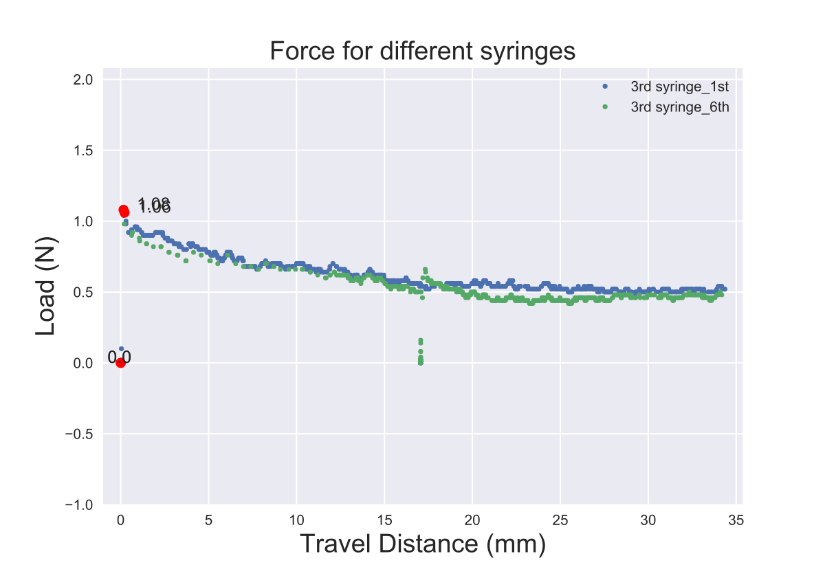 Force for different syringes
2.0
1.5
1.0
0.5
0.0
−0.5
−1.0
Load (N)
3rd syringe_1st
3rd syringe_6th
1.08
1.06
0.0
0 5 10 15 20 25 30 35
Travel Distance (mm)